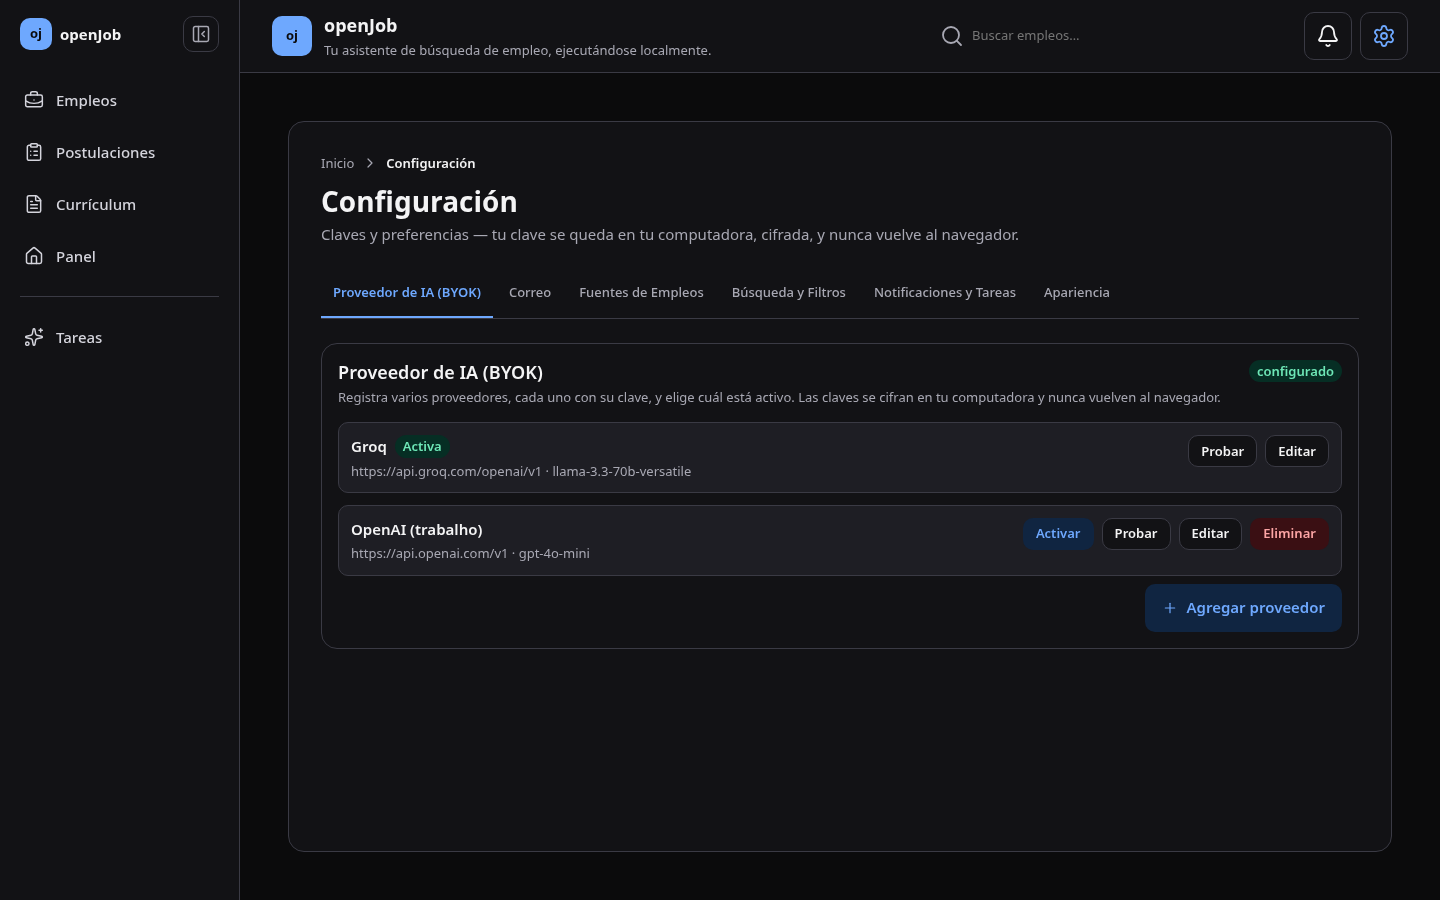 oj openJob
Empleos
Postulaciones
Currículum
Panel
Tareas
oj
openJob
Tu asistente de búsqueda de empleo, ejecutándose localmente.
Buscar empleos...
Inicio > Configuración
Configuración
Claves y preferencias — tu clave se queda en tu computadora, cifrada, y nunca vuelve al navegador.
Proveedor de IA (BYOK) Correo Fuentes de Empleos Búsqueda y Filtros Notificaciones y Tareas Apariencia
Proveedor de IA (BYOK) configurado
Registra varios proveedores, cada uno con su clave, y elige cuál está activo. Las claves se cifran en tu computadora y nunca vuelven al navegador.
Groq Activa Probar Editar
https://api.groq.com/openai/v1 · llama-3.3-70b-versatile
OpenAI (trabalho) Activar Probar Editar Eliminar
https://api.openai.com/v1 · gpt-4o-mini
+ Agregar proveedor